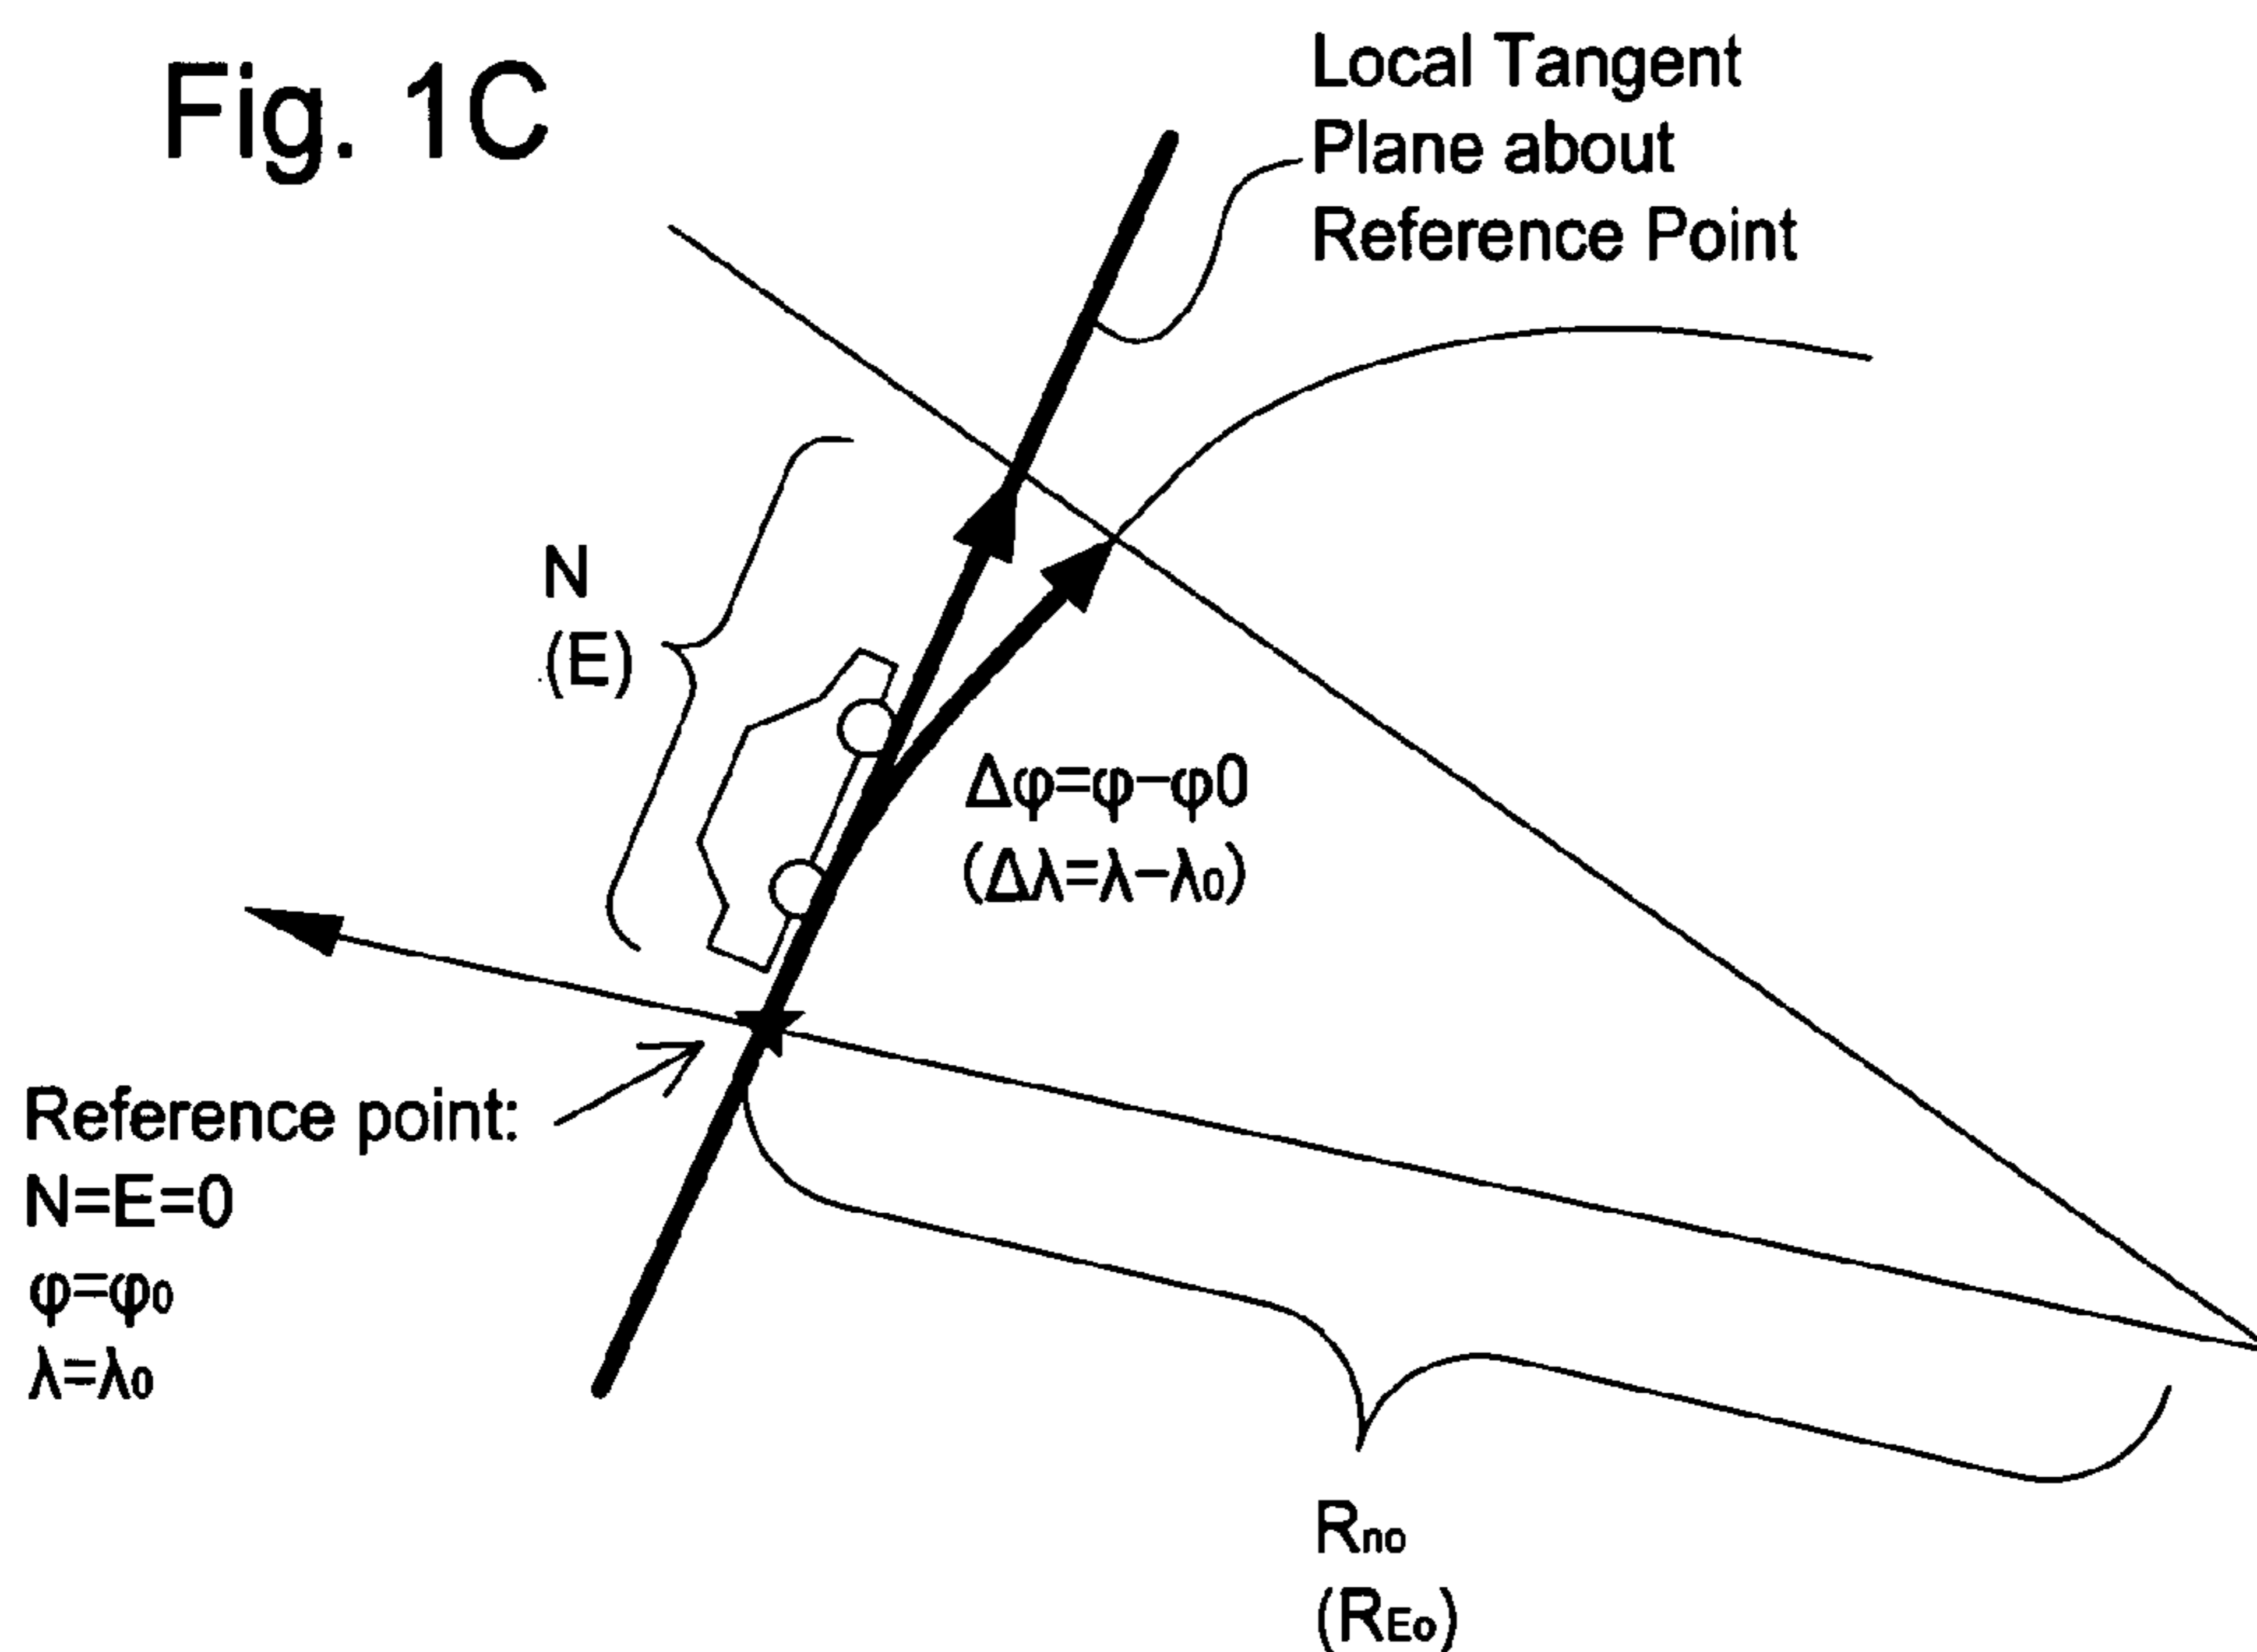 Fig. 1C
Local Tangent
Plane about
Reference Point
N
(E)
Δφ=φ−φ0
(Δλ=λ−λ₀)
Reference point:
N=E=0
φ=φ₀
λ=λ₀
Rno
(REo)